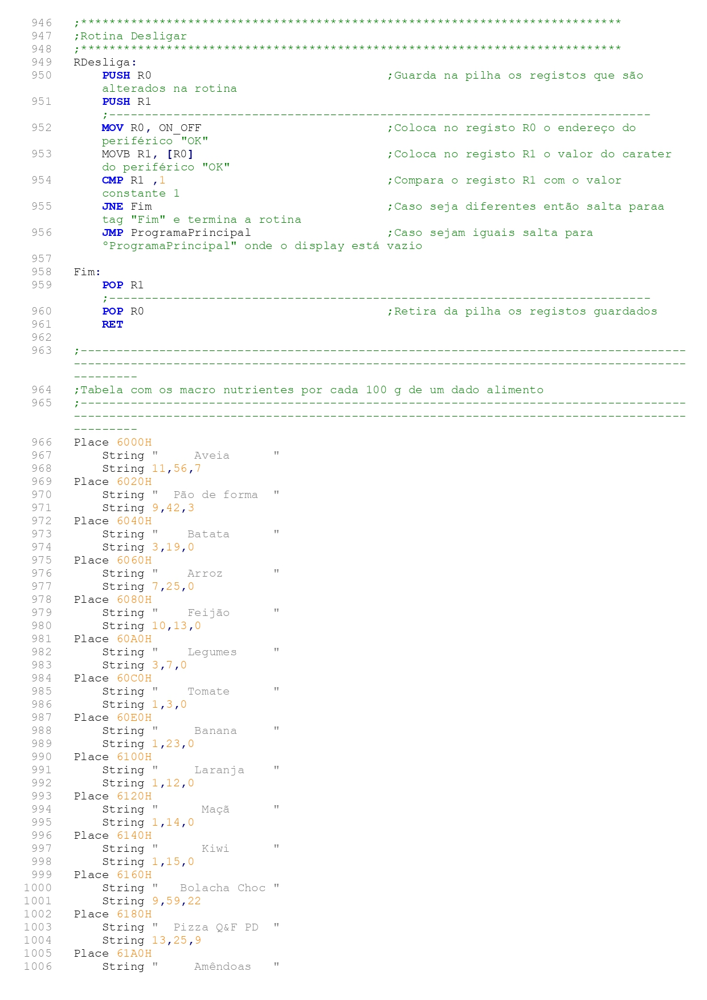 946 ;****************************************************************************
947 ;Rotina Desligar
948 ;****************************************************************************
949 RDesliga:
950     PUSH R0                                 ;Guarda na pilha os registos que são
        alterados na rotina
951     PUSH R1
        ;----------------------------------------------------------------------------
952     MOV R0, ON_OFF                          ;Coloca no registo R0 o endereço do
        periférico "OK"
953     MOVB R1, [R0]                           ;Coloca no registo R1 o valor do carater
        do periférico "OK"
954     CMP R1 ,1                               ;Compara o registo R1 com o valor
        constante 1
955     JNE Fim                                 ;Caso seja diferentes então salta paraa
        tag "Fim" e termina a rotina
956     JMP ProgramaPrincipal                   ;Caso sejam iguais salta para
        ºProgramaPrincipal" onde o display está vazio
957
958 Fim:
959     POP R1
        ;----------------------------------------------------------------------------
960     POP R0                                  ;Retira da pilha os registos guardados
961     RET
962
963 ;-------------------------------------------------------------------------------------
    --------------------------------------------------------------------------------------
    ---------
964 ;Tabela com os macro nutrientes por cada 100 g de um dado alimento
965 ;-------------------------------------------------------------------------------------
    --------------------------------------------------------------------------------------
    ---------
966 Place 6000H
967     String "     Aveia      "
968     String 11,56,7
969 Place 6020H
970     String "  Pão de forma  "
971     String 9,42,3
972 Place 6040H
973     String "    Batata      "
974     String 3,19,0
975 Place 6060H
976     String "    Arroz       "
977     String 7,25,0
978 Place 6080H
979     String "    Feijão      "
980     String 10,13,0
981 Place 60A0H
982     String "    Legumes     "
983     String 3,7,0
984 Place 60C0H
985     String "    Tomate      "
986     String 1,3,0
987 Place 60E0H
988     String "     Banana     "
989     String 1,23,0
990 Place 6100H
991     String "     Laranja    "
992     String 1,12,0
993 Place 6120H
994     String "      Maçã      "
995     String 1,14,0
996 Place 6140H
997     String "      Kiwi      "
998     String 1,15,0
999 Place 6160H
1000     String "   Bolacha Choc "
1001     String 9,59,22
1002 Place 6180H
1003     String "  Pizza Q&F PD  "
1004     String 13,25,9
1005 Place 61A0H
1006     String "     Amêndoas   "